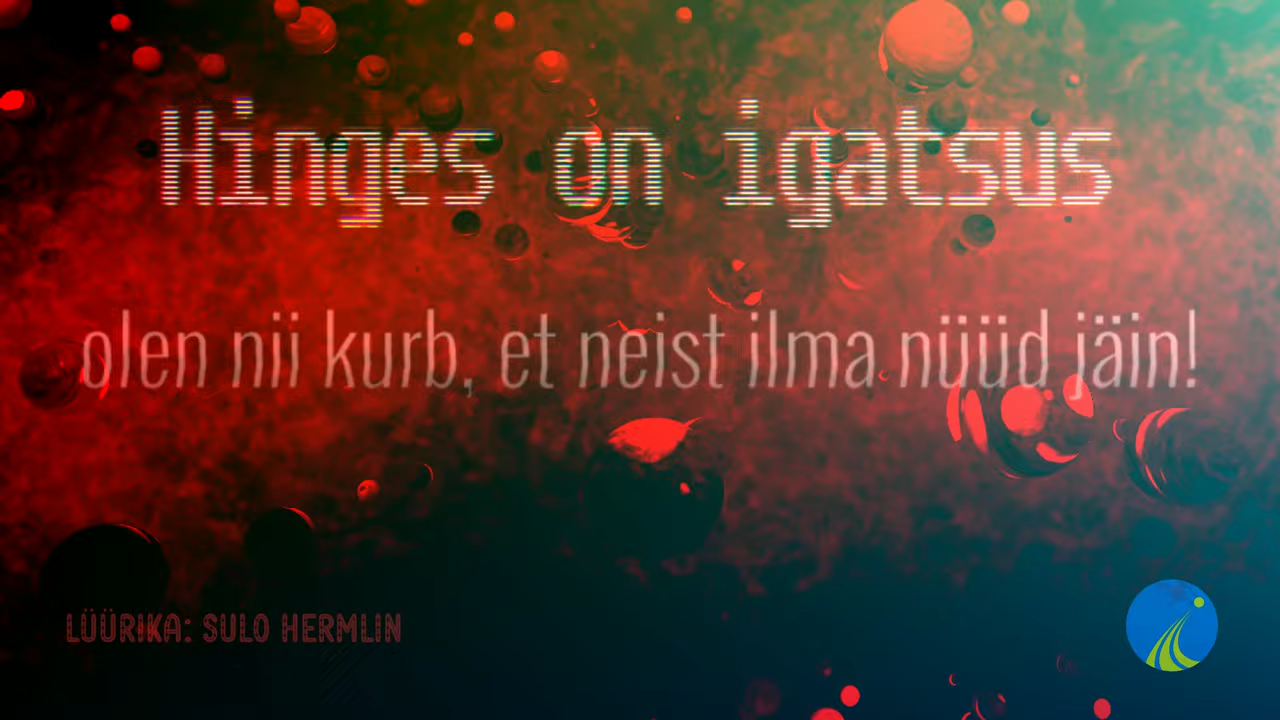 Hinges on igatsus
olen nii kurb, et neist ilma nüüd jäin!
LÜÜRIKA: SULO HERMLIN